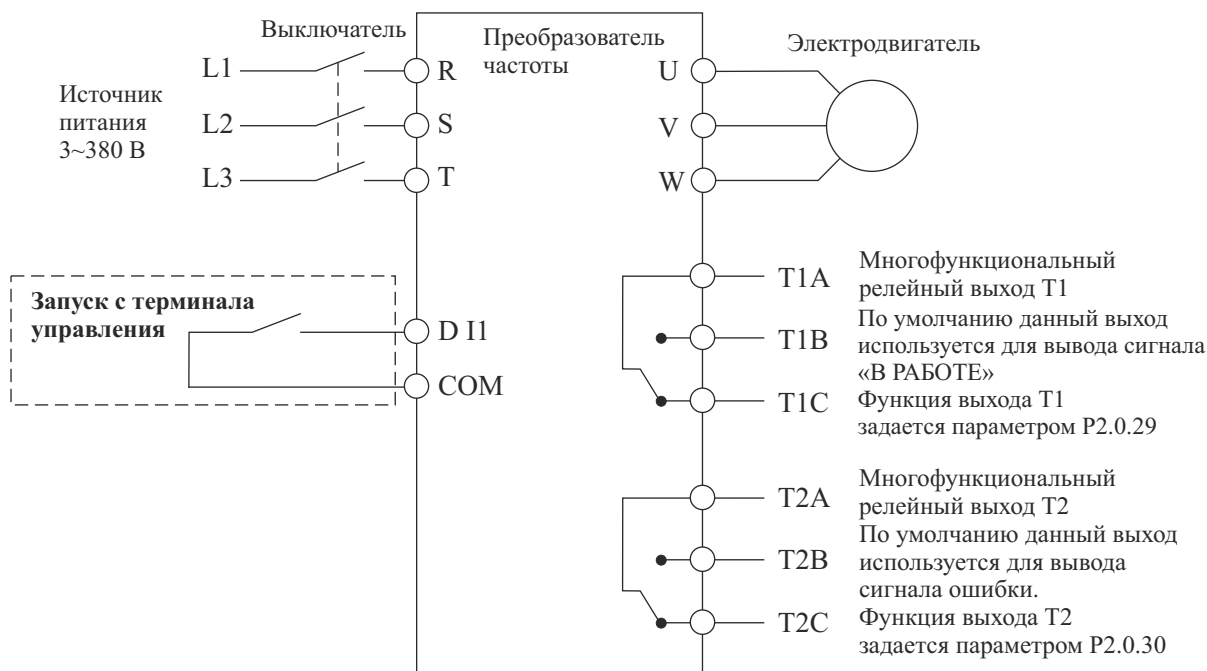 Выключатель
Преобразователь
частоты
Электродвигатель
Источник
питания
3~380 В
L1
R
U
L2
S
V
L3
T
W
Запуск с терминала
управления
D I1
COM
T1A
Многофункциональный
релейный выход T1
T1B
По умолчанию данный выход
используется для вывода сигнала
«В РАБОТЕ»
T1C
Функция выхода T1
задается параметром P2.0.29
T2A
Многофункциональный
релейный выход T2
T2B
По умолчанию данный выход
используется для вывода
сигнала ошибки.
T2C
Функция выхода T2
задается параметром P2.0.30